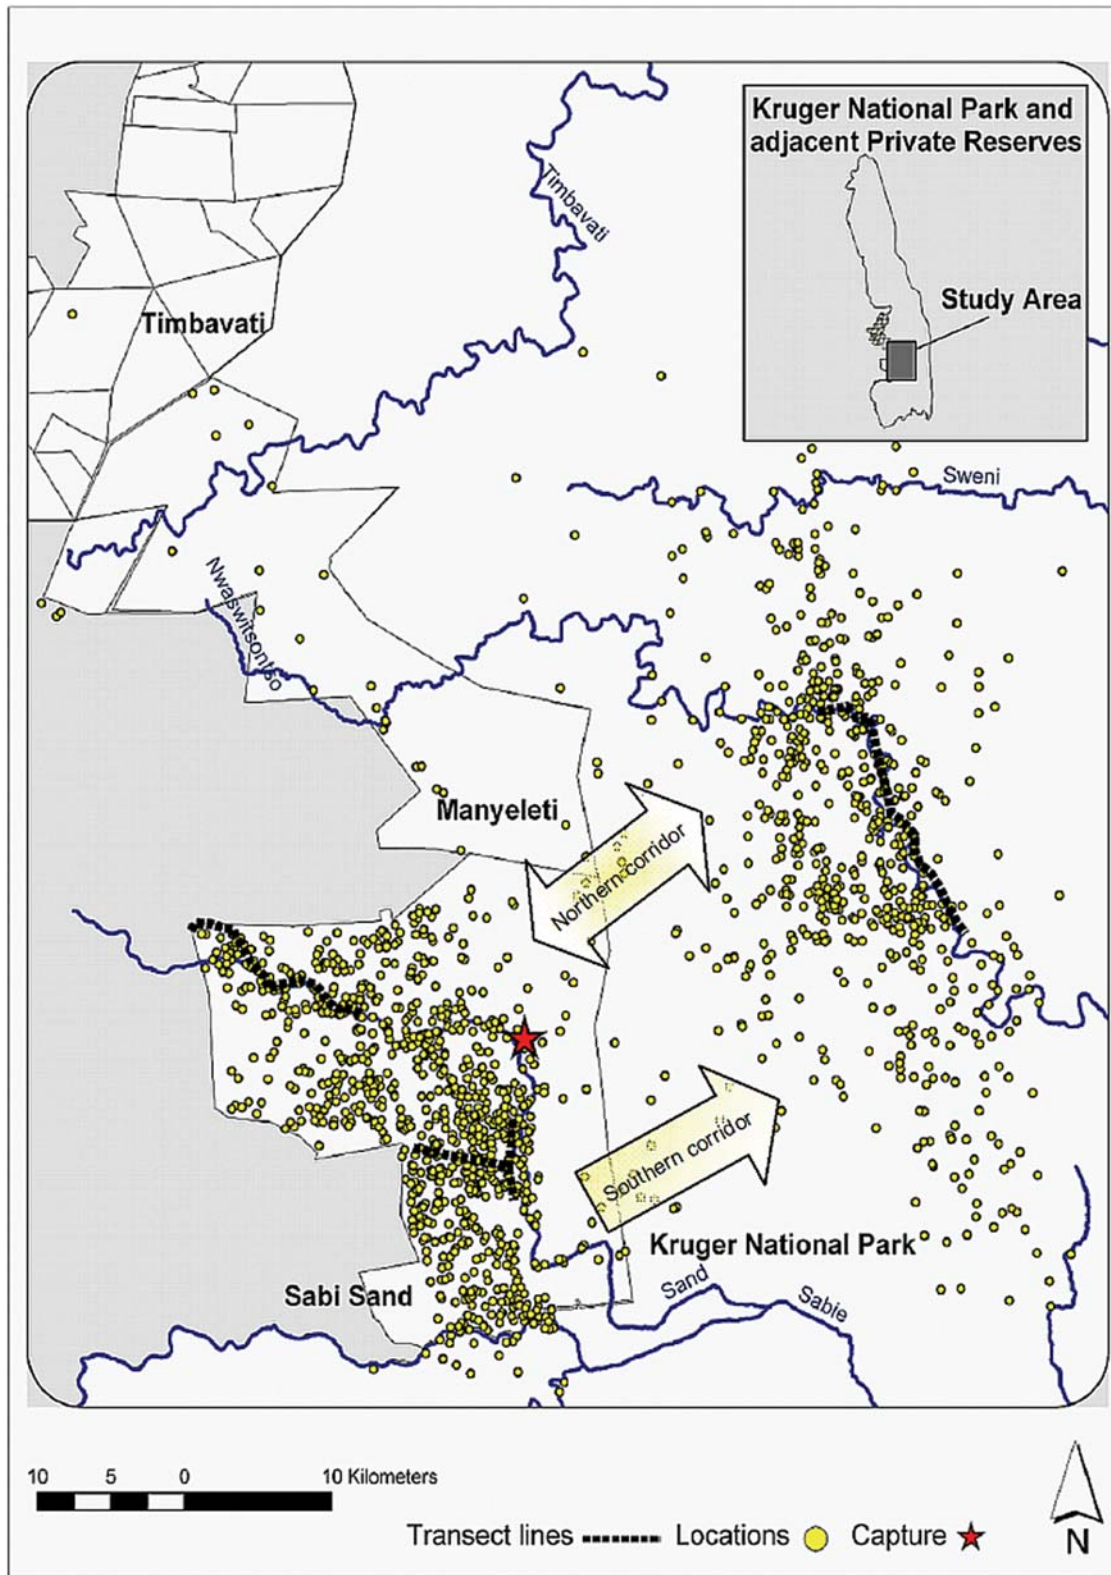 Kruger National Park and
adjacent Private Reserves
Study Area
Timbavati
Timbavati
Sweni
Nwaswitsontso
Manyeleti
Northern corridor
Southern corridor
Kruger National Park
Sabi Sand
Sand
Sabie
10 5 0 10 Kilometers
Transect lines Locations Capture
N